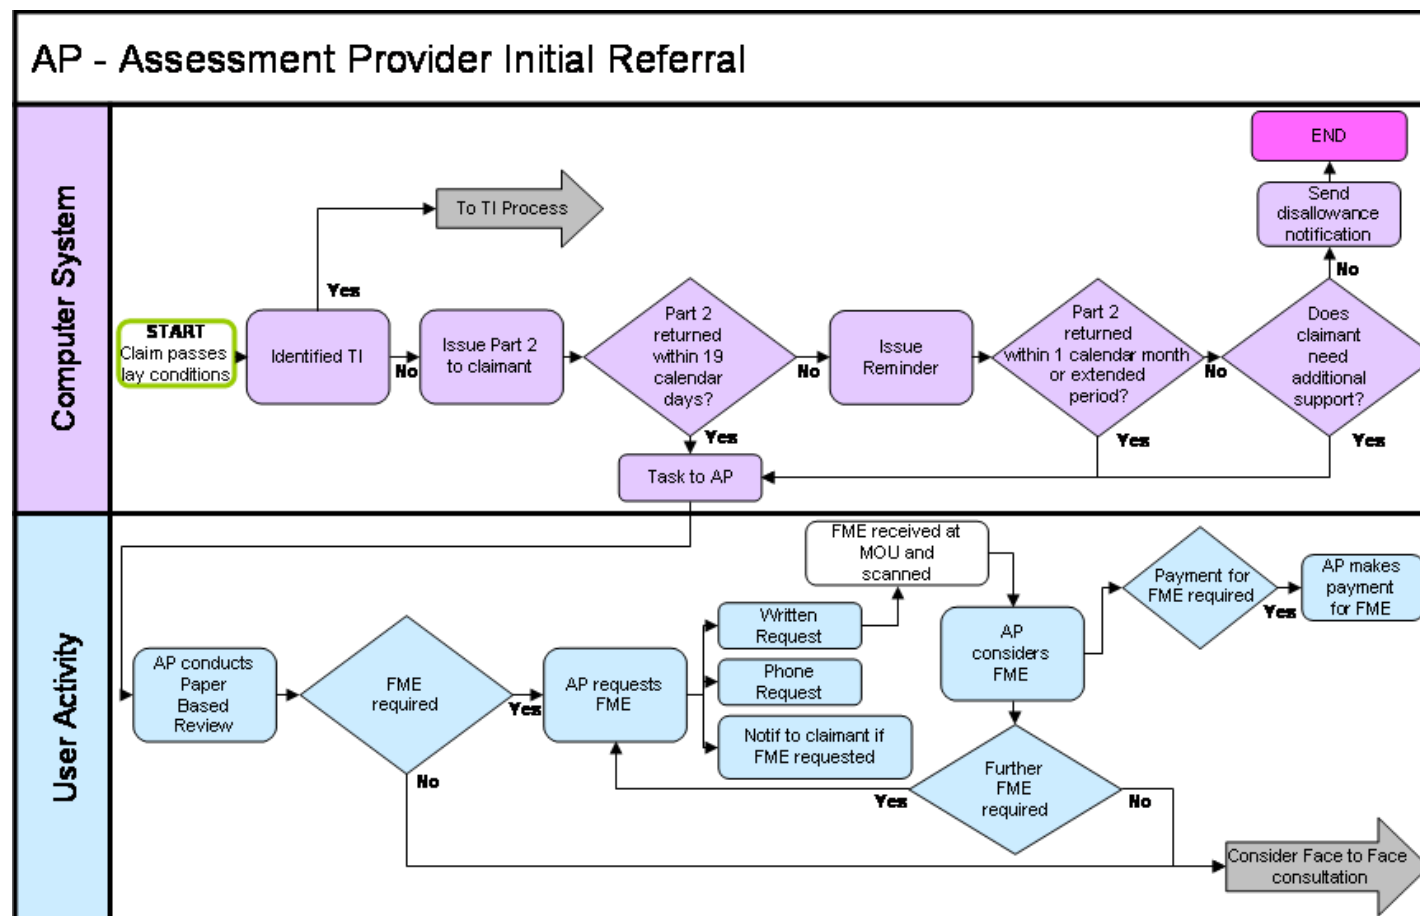 AP - Assessment Provider Initial Referral
Computer System
END
Send
disallowance
notification
To TI Process
Yes
No
START
Claim passes
lay conditions
Identified TI
No
Issue Part 2
to claimant
Part 2
returned
within 19
calendar
days?
No
Issue
Reminder
Part 2
returned
within 1 calendar month
or extended
period?
No
Does
claimant
need
additional
support?
Yes
Yes
Yes
Task to AP
User Activity
FME received at
MOU and
scanned
Payment for
FME required
Yes
AP makes
payment
for FME
Written
Request
AP
considers
FME
AP conducts
Paper
Based
Review
FME
required
Yes
AP requests
FME
Phone
Request
Notif to claimant if
FME requested
No
Further
FME
required
Yes
No
Consider Face to Face
consultation